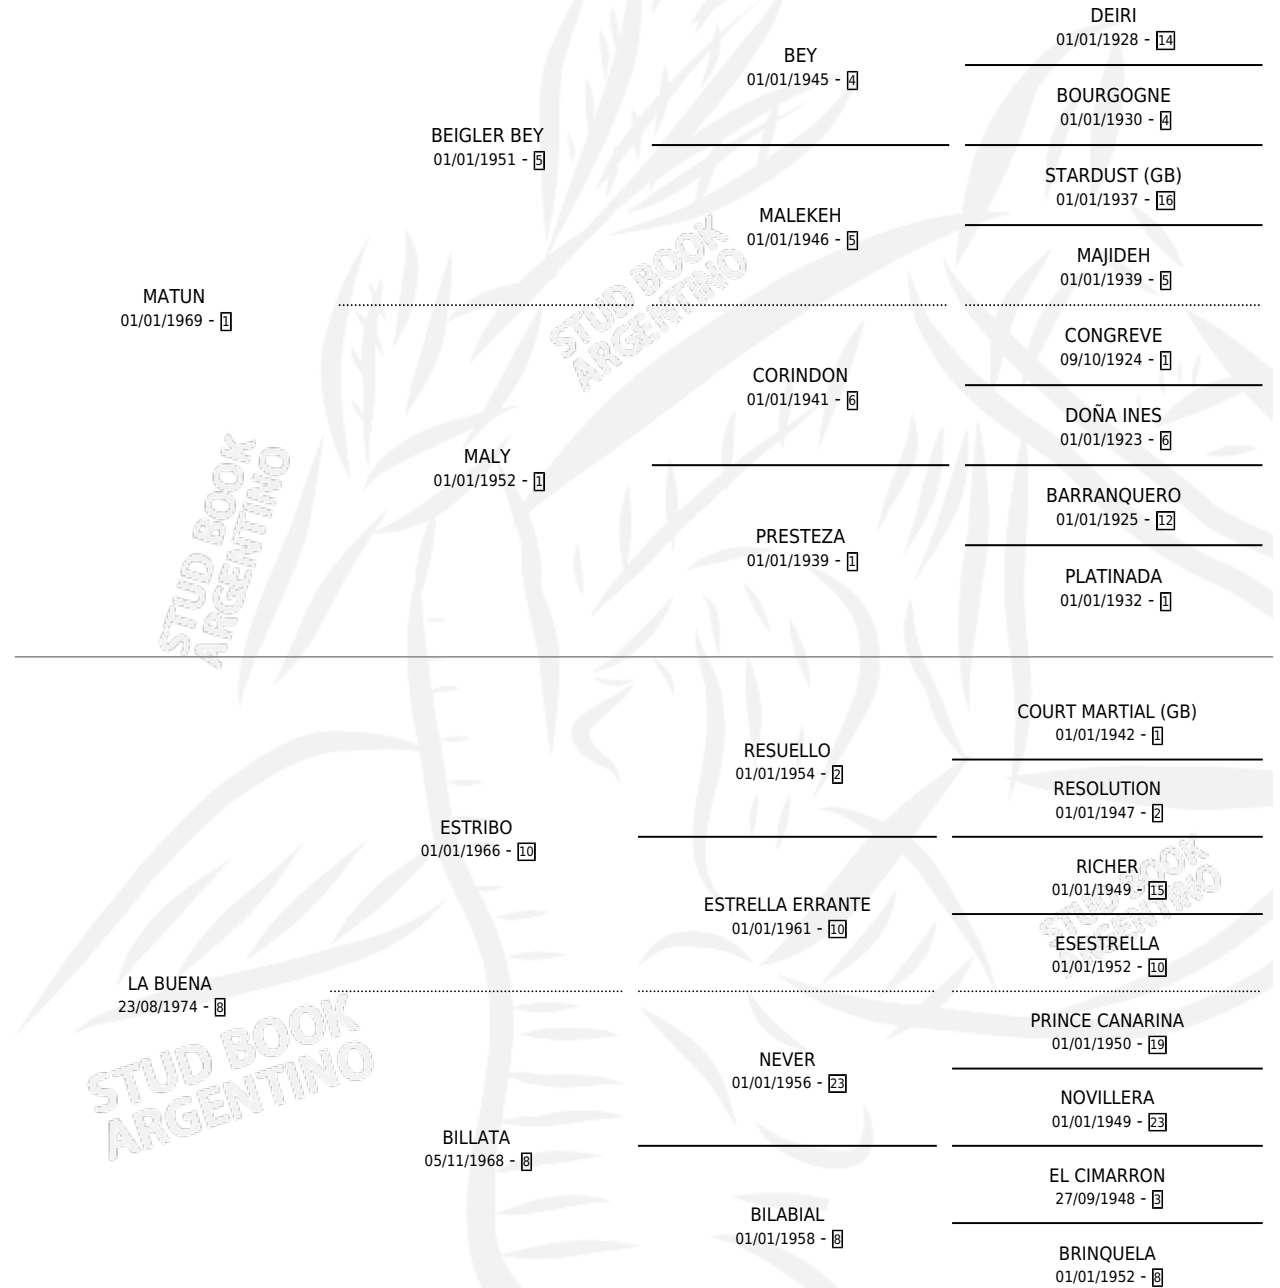 DEIRI
01/01/1928 - 14
BEY
01/01/1945 - 4
BOURGOGNE
01/01/1930 - 4
BEIGLER BEY
01/01/1951 - 5
STARDUST (GB)
01/01/1937 - 16
MALEKEH
01/01/1946 - 5
MAJIDEH
01/01/1939 - 5
MATUN
01/01/1969 - 1
CONGREVE
09/10/1924 - 1
CORINDON
01/01/1941 - 6
DOÑA INES
01/01/1923 - 6
MALY
01/01/1952 - 1
BARRANQUERO
01/01/1925 - 12
PRESTEZA
01/01/1939 - 1
PLATINADA
01/01/1932 - 1
COURT MARTIAL (GB)
01/01/1942 - 1
RESUELLO
01/01/1954 - 2
RESOLUTION
01/01/1947 - 2
ESTRIBO
01/01/1966 - 10
RICHER
01/01/1949 - 15
ESTRELLA ERRANTE
01/01/1961 - 10
ESESTRELLA
01/01/1952 - 10
LA BUENA
23/08/1974 - 8
PRINCE CANARINA
01/01/1950 - 19
NEVER
01/01/1956 - 23
NOVILLERA
01/01/1949 - 23
BILLATA
05/11/1968 - 8
EL CIMARRON
27/09/1948 - 3
BILABIAL
01/01/1958 - 8
BRINQUELA
01/01/1952 - 8
STUD BOOK
ARGENTINO
STUD BOOK
ARGENTINO
STUD BOOK
ARGENTINO
STUD BOOK
ARGENTINO